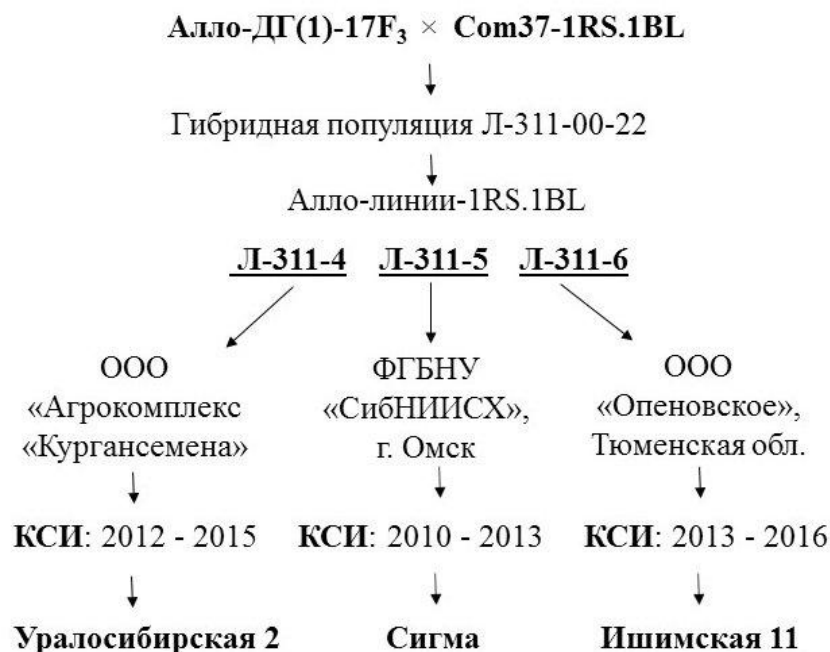 Алло-ДГ(1)-17F₃ × Com37-1RS.1BL
Гибридная популяция Л-311-00-22
Алло-линии-1RS.1BL
Л-311-4 Л-311-5 Л-311-6
ООО
«Агрокомплекс
«Кургансемена»
ФГБНУ
«СибНИИСХ»,
г. Омск
ООО
«Опеновское»,
Тюменская обл.
КСИ: 2012 - 2015 КСИ: 2010 - 2013 КСИ: 2013 - 2016
Уралосибирская 2 Сигма Ишимская 11